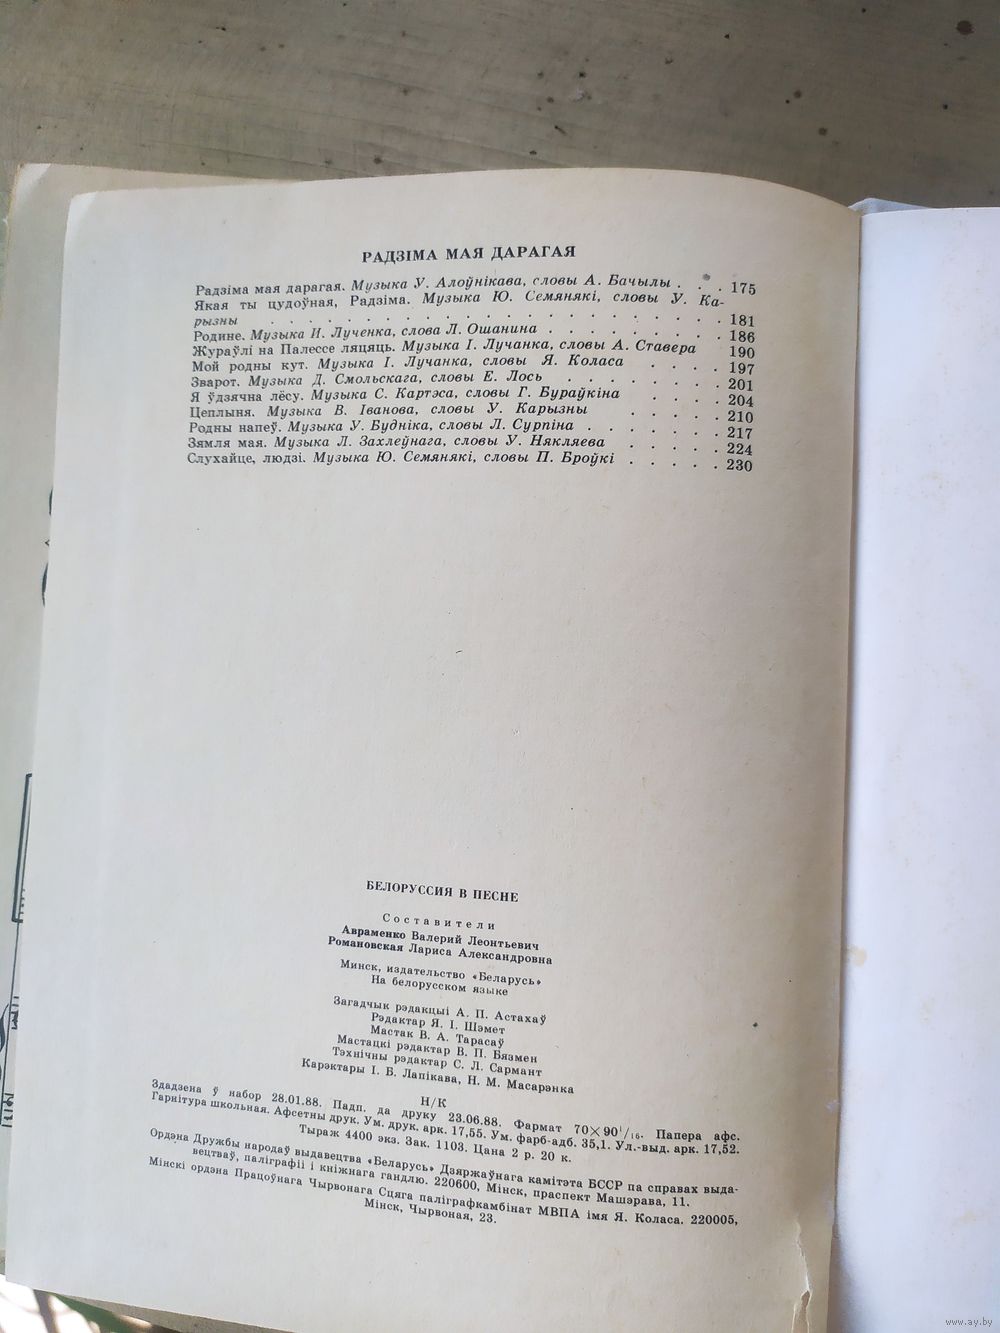 РАДЗІМА МАЯ ДАРАГАЯ
Радзіма мая дарагая. Музыка У. Алоўнікава, словы А. Бачылы . . . 175
Якая ты цудоўная, Радзіма. Музыка Ю. Семянякі, словы У. Ка-
рызны . . . . . . . . . . . . . . . . . . . . . 181
Родине. Музыка И. Лученка, слова Л. Ошанина . . . . . . . . . 186
Жураўлі на Палессе ляцяць. Музыка І. Лучанка, словы А. Ставера 190
Мой родны кут. Музыка І. Лучанка, словы Я. Коласа . . . . 197
Зварот. Музыка Д. Смольскага, словы Е. Лось . . . . . . . . 201
Я ўдзячна лёсу. Музыка С. Картэса, словы Г. Бураўкіна . . . . 204
Цеплыня. Музыка В. Іванова, словы У. Карызны . . . . . 210
Родны напеў. Музыка У. Будніка, словы Л. Сурпіна . . . . . . . 217
Зямля мая. Музыка Л. Захлеўнага, словы У. Някляева . . . . . 224
Слухайце, людзі. Музыка Ю. Семянякі, словы П. Броўкі . . . . . 230
БЕЛОРУССИЯ В ПЕСНЕ
Составители
Авраменко Валерий Леонтьевич
Романовская Лариса Александровна
Минск, издательство «Беларусь»
На белорусском языке
Загадчык рэдакцыі А. П. Астахаў
Рэдактар Я. І. Шэмет
Мастак В. А. Тарасаў
Мастацкі рэдактар В. П. Бязмен
Тэхнічны рэдактар С. Л. Сармант
Карэктары І. Б. Лапікава, Н. М. Масарэнка
Н/К
Здадзена ў набор 28.01.88. Падп. да друку 23.06.88. Фармат 70×90¹/₁₆. Папера афс.
Гарнітура школьная. Афсетны друк. Ум. друк. арк. 17,55. Ум. фарб-адб. 35,1. Ул.-выд. арк. 17,52.
Тыраж 4400 экз. Зак. 1103. Цана 2 р. 20 к.
Ордэна Дружбы народаў выдавецтва «Беларусь» Дзяржаўнага камітэта БССР па справах выда-
вецтваў, паліграфіі і кніжнага гандлю. 220600, Мінск, праспект Машэрава, 11.
Мінскі ордэна Працоўнага Чырвонага Сцяга паліграфкамбінат МВПА імя Я. Коласа. 220005,
Мінск, Чырвоная, 23.
www.ay.by